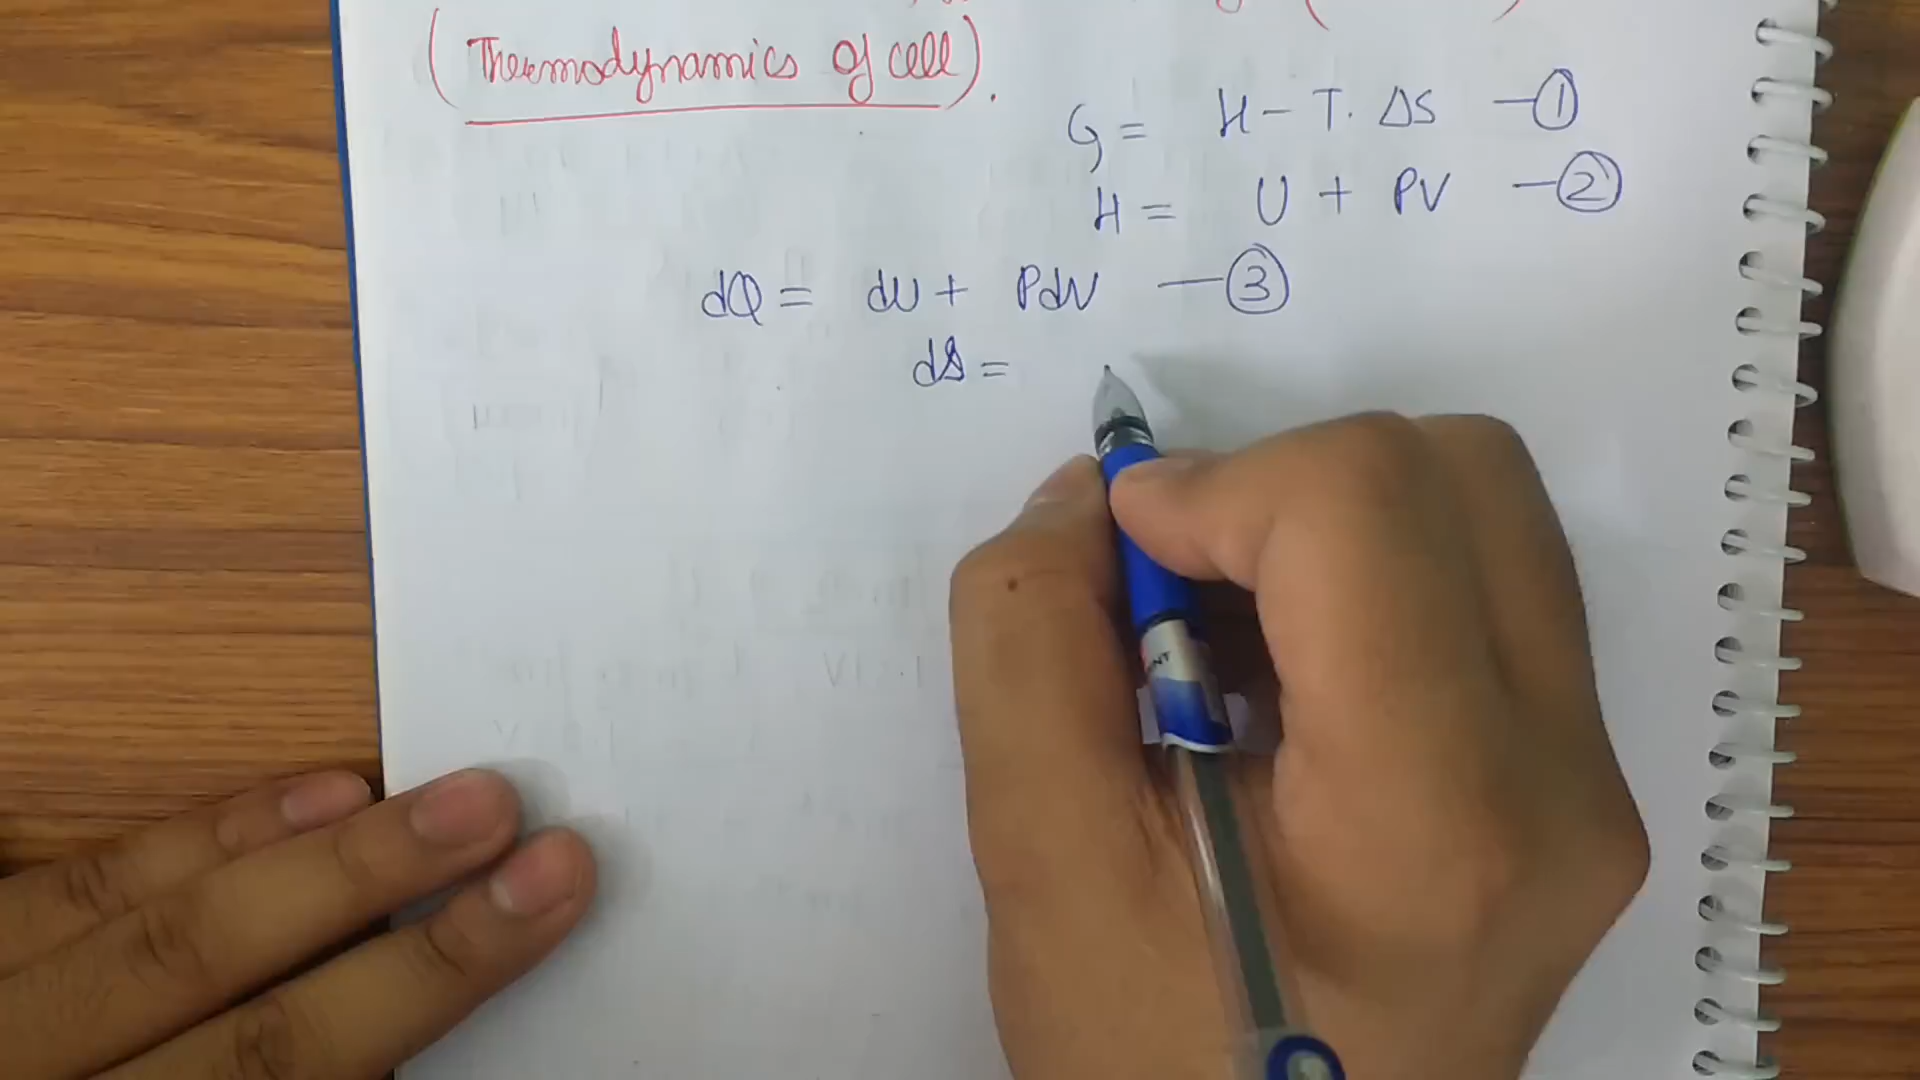 (Thermodynamics of cell).
G = H - T. ΔS —①
H = U + PV —②
dQ = dU + PdV —③
dS =